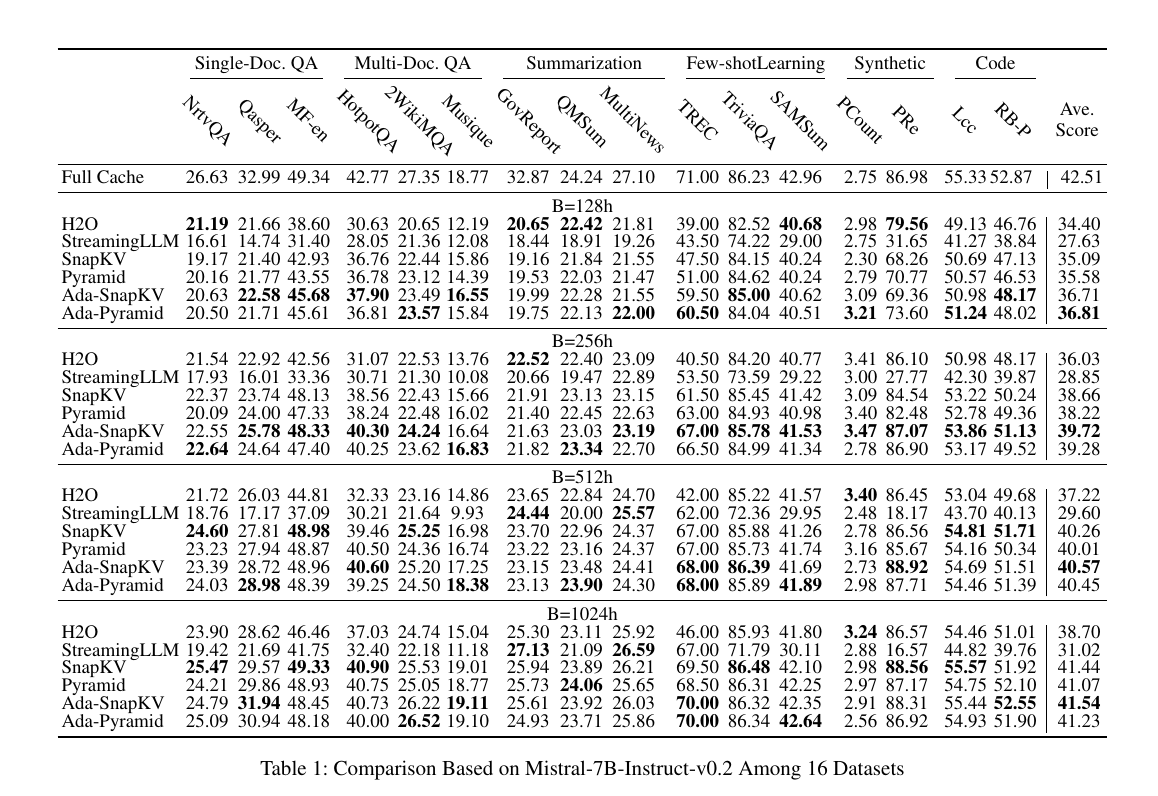 Single-Doc. QA Multi-Doc. QA Summarization Few-shotLearning Synthetic Code
NrtvQA Qasper MF-en HotpotQA 2WikiMQA Musique GovReport QMSum MultiNews TREC TriviaQA SAMSum PCount PRe Lcc RB-P Ave. Score
Full Cache 26.63 32.99 49.34 42.77 27.35 18.77 32.87 24.24 27.10 71.00 86.23 42.96 2.75 86.98 55.33 52.87 42.51
B=128h
H2O 21.19 21.66 38.60 30.63 20.65 12.19 20.65 22.42 21.81 39.00 82.52 40.68 2.98 79.56 49.13 46.76 34.40
StreamingLLM 16.61 14.74 31.40 28.05 21.36 12.08 18.44 18.91 19.26 43.50 74.22 29.00 2.75 31.65 41.27 38.84 27.63
SnapKV 19.17 21.40 42.93 36.76 22.44 15.86 19.16 21.84 21.55 47.50 84.15 40.24 2.30 68.26 50.69 47.13 35.09
Pyramid 20.16 21.77 43.55 36.78 23.12 14.39 19.53 22.03 21.47 51.00 84.62 40.24 2.79 70.77 50.57 46.53 35.58
Ada-SnapKV 20.63 22.58 45.68 37.90 23.49 16.55 19.99 22.28 21.55 59.50 85.00 40.62 3.09 69.36 50.98 48.17 36.71
Ada-Pyramid 20.50 21.71 45.61 36.81 23.57 15.84 19.75 22.13 22.00 60.50 84.04 40.51 3.21 73.60 51.24 48.02 36.81
B=256h
H2O 21.54 22.92 42.56 31.07 22.53 13.76 22.52 22.40 23.09 40.50 84.20 40.77 3.41 86.10 50.98 48.17 36.03
StreamingLLM 17.93 16.01 33.36 30.71 21.30 10.08 20.66 19.47 22.89 53.50 73.59 29.22 3.00 27.77 42.30 39.87 28.85
SnapKV 22.37 23.74 48.13 38.56 22.43 15.66 21.91 23.13 23.15 61.50 85.45 41.42 3.09 84.54 53.22 50.24 38.66
Pyramid 20.09 24.00 47.33 38.24 22.48 16.02 21.40 22.45 22.63 63.00 84.93 40.98 3.40 82.48 52.78 49.36 38.22
Ada-SnapKV 22.55 25.78 48.33 40.30 24.24 16.64 21.63 23.03 23.19 67.00 85.78 41.53 3.47 87.07 53.86 51.13 39.72
Ada-Pyramid 22.64 24.64 47.40 40.25 23.62 16.83 21.82 23.34 22.70 66.50 84.99 41.34 2.78 86.90 53.17 49.52 39.28
B=512h
H2O 21.72 26.03 44.81 32.33 23.16 14.86 23.65 22.84 24.70 42.00 85.22 41.57 3.40 86.45 53.04 49.68 37.22
StreamingLLM 18.76 17.17 37.09 30.21 21.64 9.93 24.44 20.00 25.57 62.00 72.36 29.95 2.48 18.17 43.70 40.13 29.60
SnapKV 24.60 27.81 48.98 39.46 25.25 16.98 23.70 22.96 24.37 67.00 85.88 41.26 2.78 86.56 54.81 51.71 40.26
Pyramid 23.23 27.94 48.87 40.50 24.36 16.74 23.22 23.16 24.37 67.00 85.73 41.74 3.16 85.67 54.16 50.34 40.01
Ada-SnapKV 23.39 28.72 48.96 40.60 25.20 17.25 23.15 23.48 24.41 68.00 86.39 41.69 2.73 88.92 54.69 51.51 40.57
Ada-Pyramid 24.03 28.98 48.39 39.25 24.50 18.38 23.13 23.90 24.30 68.00 85.89 41.89 2.98 87.71 54.46 51.39 40.45
B=1024h
H2O 23.90 28.62 46.46 37.03 24.74 15.04 25.30 23.11 25.92 46.00 85.93 41.80 3.24 86.57 54.46 51.01 38.70
StreamingLLM 19.42 21.69 41.75 32.40 22.18 11.18 27.13 21.09 26.59 67.00 71.79 30.11 2.88 16.57 44.82 39.76 31.02
SnapKV 25.47 29.57 49.33 40.90 25.53 19.01 25.94 23.89 26.21 69.50 86.48 42.10 2.98 88.56 55.57 51.92 41.44
Pyramid 24.21 29.86 48.93 40.75 25.05 18.77 25.73 24.06 25.65 68.50 86.31 42.25 2.97 87.17 54.75 52.10 41.07
Ada-SnapKV 24.79 31.94 48.45 40.73 26.22 19.11 25.61 23.92 26.03 70.00 86.32 42.35 2.91 88.31 55.44 52.55 41.54
Ada-Pyramid 25.09 30.94 48.18 40.00 26.52 19.10 24.93 23.71 25.86 70.00 86.34 42.64 2.56 86.92 54.93 51.90 41.23
Table 1: Comparison Based on Mistral-7B-Instruct-v0.2 Among 16 Datasets